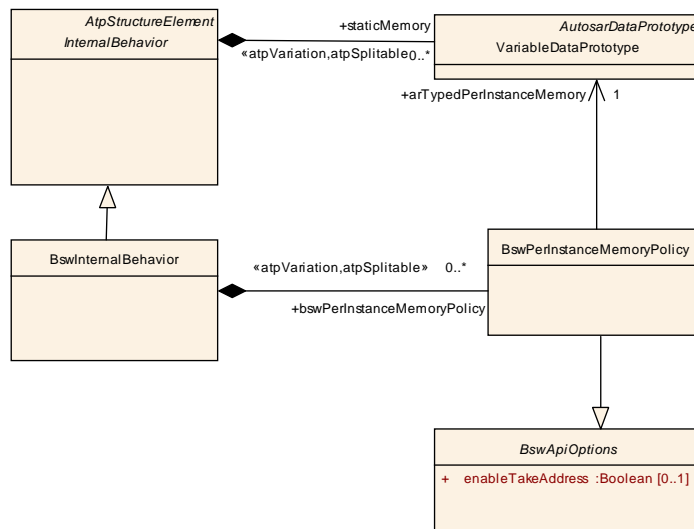 AtpStructureElement
InternalBehavior
+staticMemory
«atpVariation,atpSplitable
0..*
AutosarDataPrototype
VariableDataPrototype
+arTypedPerInstanceMemory
1
BswInternalBehavior
«atpVariation,atpSplitable»
0..*
+bswPerInstanceMemoryPolicy
BswPerInstanceMemoryPolicy
BswApiOptions
+ enableTakeAddress :Boolean [0..1]